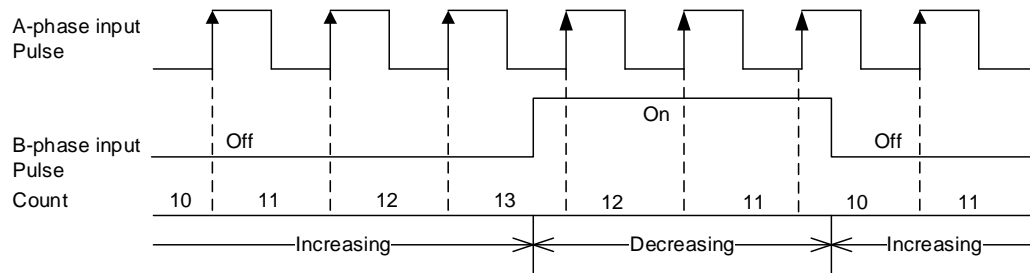 A-phase input
Pulse
On
Off
Off
B-phase input
Pulse
Count
10 11 12 13 12 11 10 11
Increasing Decreasing Increasing